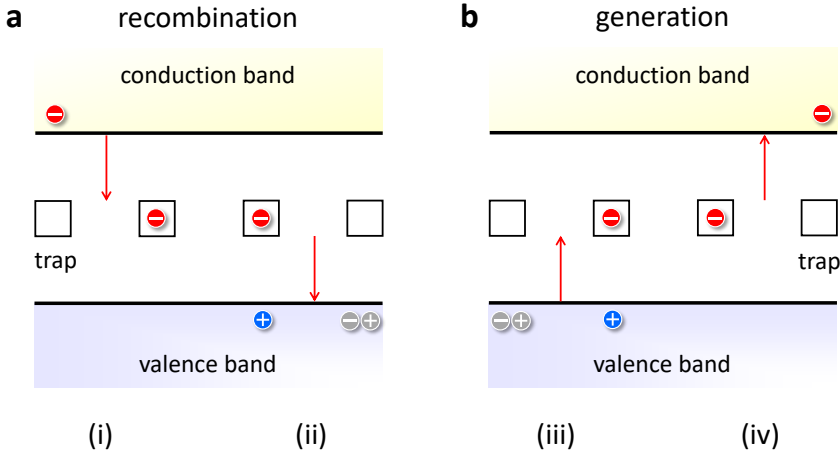 a
recombination
conduction band
trap
valence band
(i)
(ii)
b
generation
conduction band
trap
valence band
(iii)
(iv)